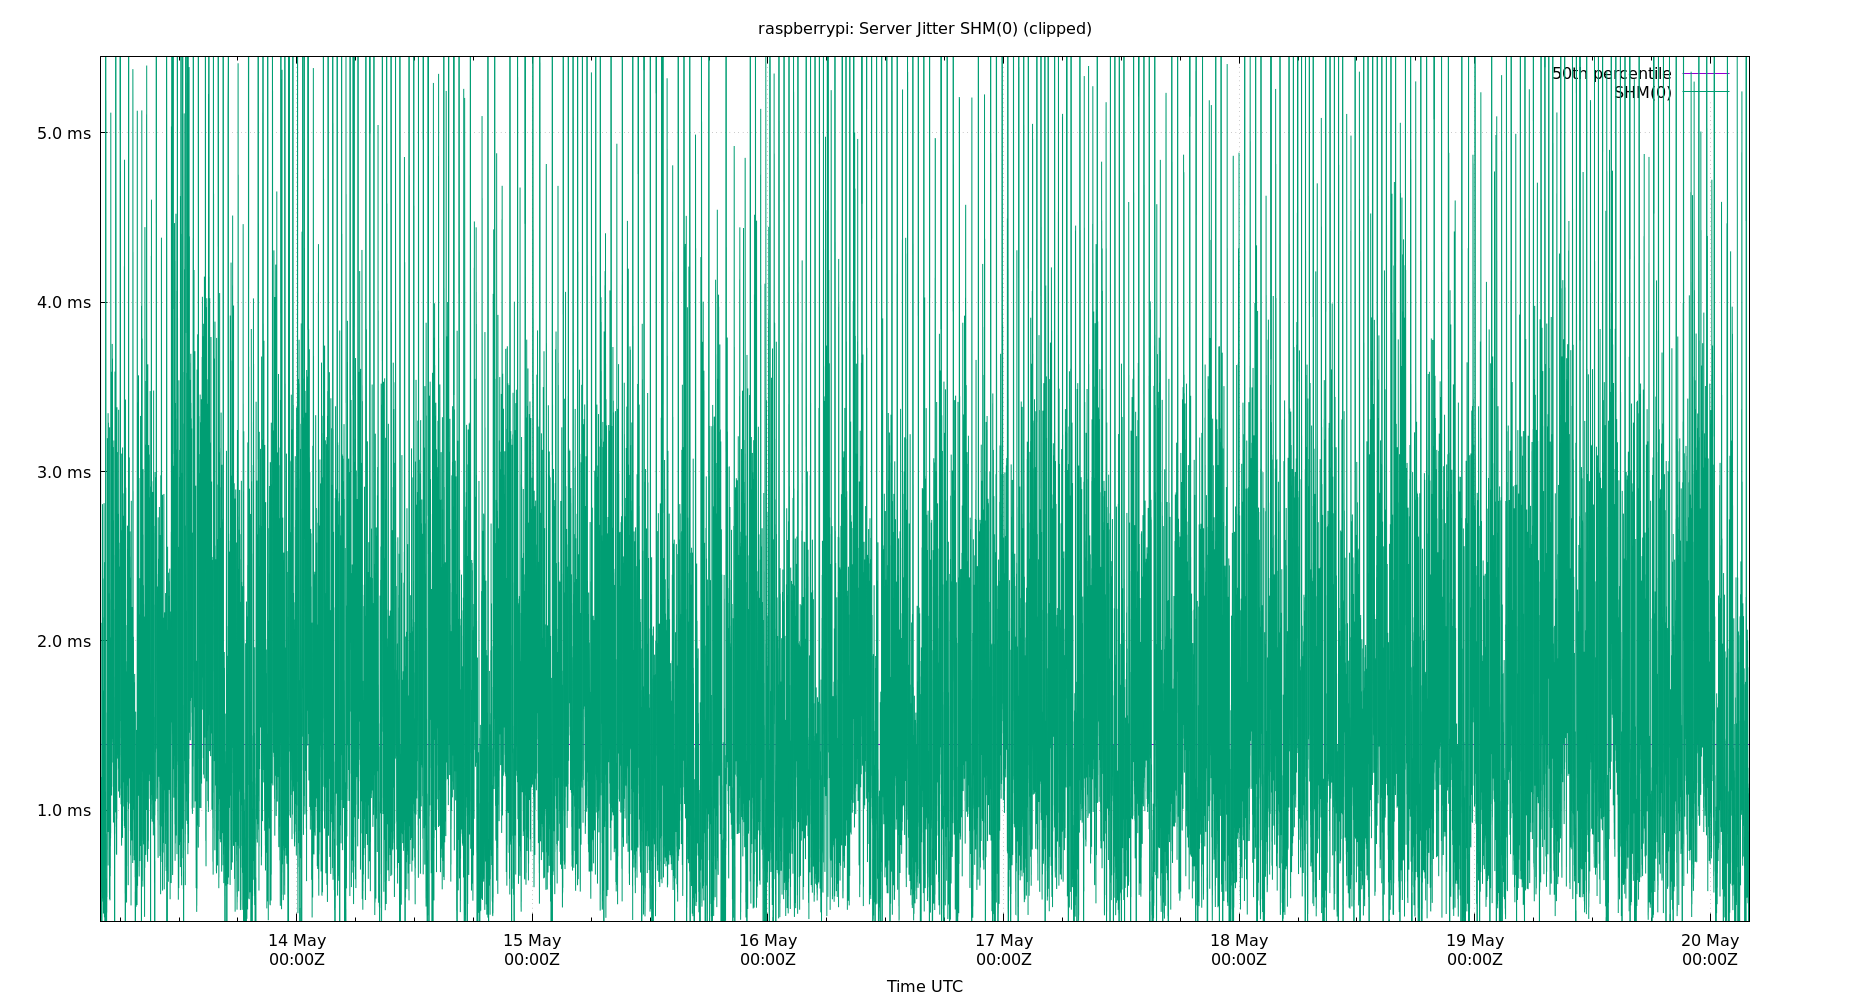 raspberrypi: Server Jitter SHM(0) (clipped)
50th percentile
SHM(0)
5.0 ms
4.0 ms
3.0 ms
2.0 ms
1.0 ms
14 May 15 May 16 May 17 May 18 May 19 May 20 May
00:00Z 00:00Z 00:00Z 00:00Z 00:00Z 00:00Z 00:00Z
Time UTC